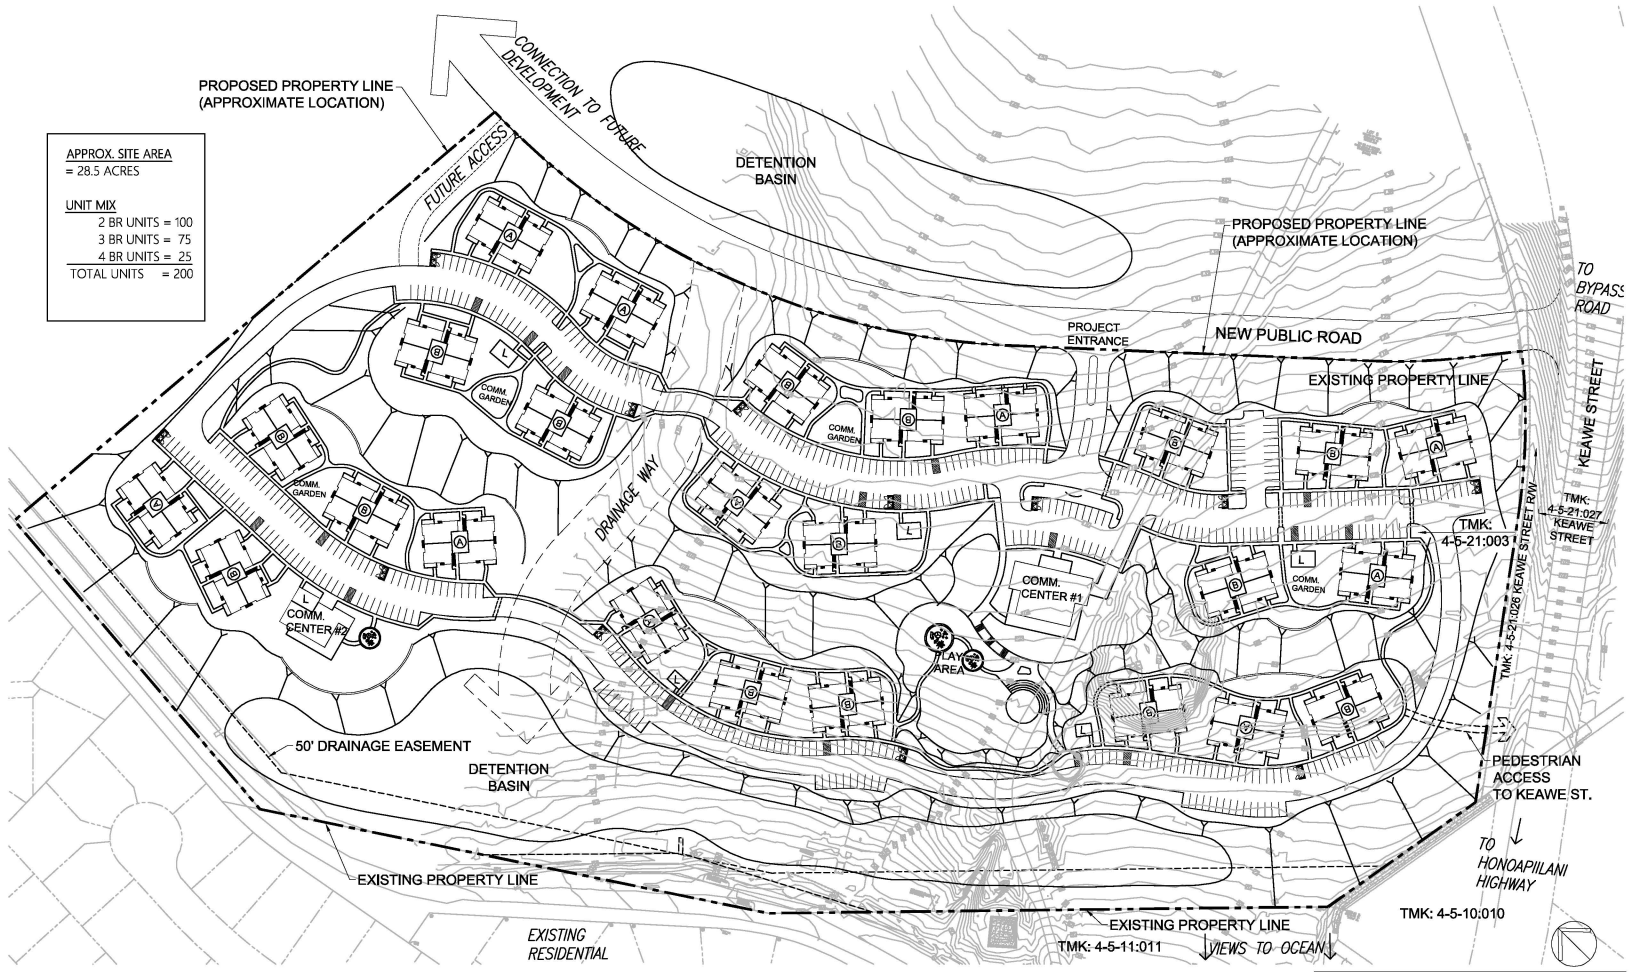 CONNECTION TO FUTURE
DEVELOPMENT
PROPOSED PROPERTY LINE
(APPROXIMATE LOCATION)
APPROX. SITE AREA
= 28.5 ACRES
UNIT MIX
2 BR UNITS = 100
3 BR UNITS = 75
4 BR UNITS = 25
TOTAL UNITS = 200
FUTURE ACCESS
DETENTION
BASIN
PROPOSED PROPERTY LINE
(APPROXIMATE LOCATION)
TO
BYPASS
ROAD
PROJECT
ENTRANCE
NEW PUBLIC ROAD
EXISTING PROPERTY LINE
KEAWE STREET
A
A
B
L
COMM.
GARDEN
B
B
COMM.
GARDEN
B
A
B
B
A
B
COMM.
GARDEN
B
A
A
B
DRAINAGE WAY
A
B
L
TMK:
4-5-21:003
TMK:
4-5-21:027
KEAWE
STREET
TMK: 4-5-21:026 KEAWE STREET R/W
COMM.
CENTER #1
B
L
COMM.
GARDEN
A
L
COMM.
CENTER #2
PLAY
AREA
A
L
B
B
L
B
B
B
50' DRAINAGE EASEMENT
DETENTION
BASIN
PEDESTRIAN
ACCESS
TO KEAWE ST.
TO
HONOAPIILANI
HIGHWAY
EXISTING PROPERTY LINE
EXISTING
RESIDENTIAL
EXISTING PROPERTY LINE
TMK: 4-5-11:011
VIEWS TO OCEAN
TMK: 4-5-10:010